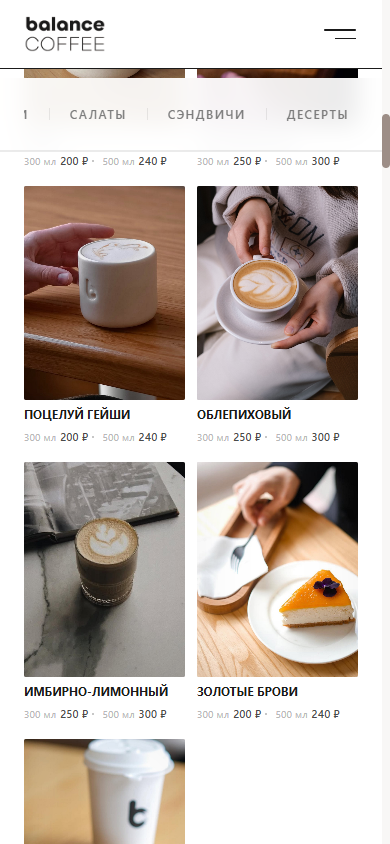 balance
COFFEE
САЛАТЫ
СЭНДВИЧИ
ДЕСЕРТЫ
300 мл 200 ₽ · 500 мл 240 ₽
300 мл 250 ₽ · 500 мл 300 ₽
ПОЦЕЛУЙ ГЕЙШИ
ОБЛЕПИХОВЫЙ
300 мл 200 ₽ · 500 мл 240 ₽
300 мл 250 ₽ · 500 мл 300 ₽
ИМБИРНО-ЛИМОННЫЙ
ЗОЛОТЫЕ БРОВИ
300 мл 250 ₽ · 500 мл 300 ₽
300 мл 200 ₽ · 500 мл 240 ₽